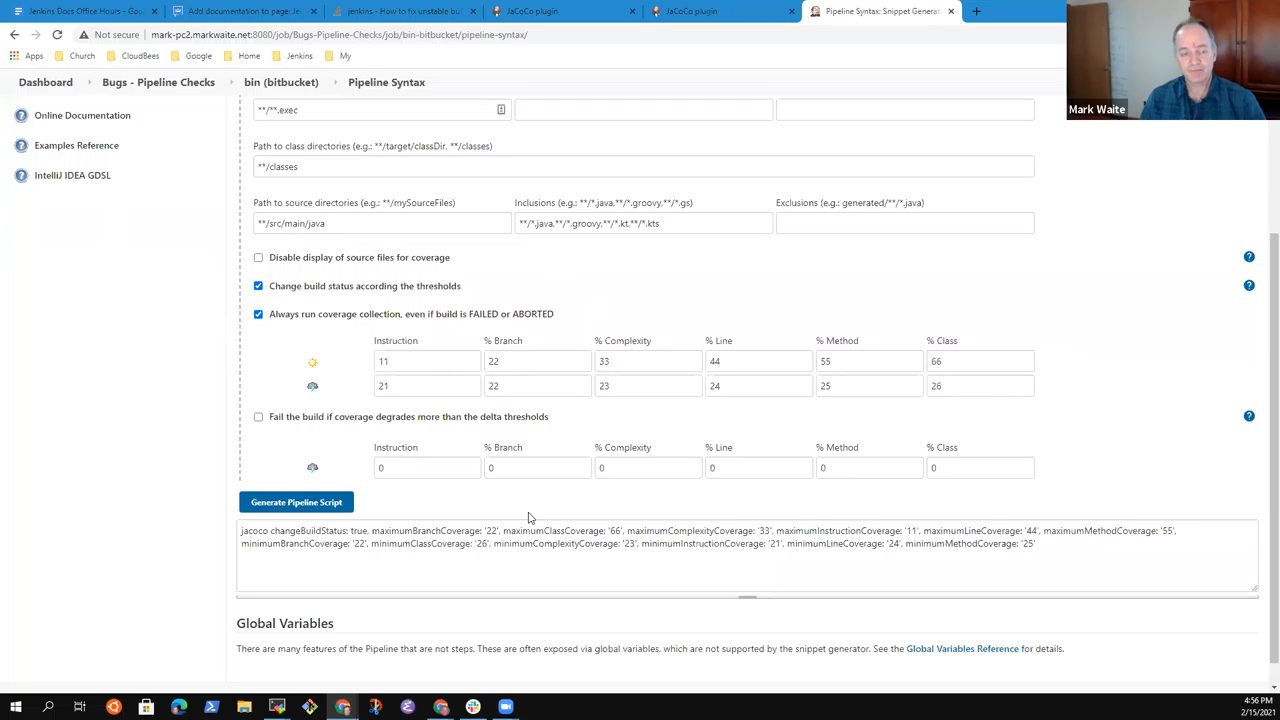 Jenkins Docs Office Hours - Goo
Add documentation to page: Je
jenkins - How to fix unstable bu
JaCoCo plugin
JaCoCo plugin
Pipeline Syntax: Snippet Generat
Not secure
mark-pc2.markwaite.net:8080/job/Bugs-Pipeline-Checks/job/bin-bitbucket/pipeline-syntax/
Apps Church CloudBees Google Home Jenkins My
Dashboard Bugs - Pipeline Checks bin (bitbucket) Pipeline Syntax
Mark Waite
Online Documentation
Examples Reference
IntelliJ IDEA GDSL
**/**.exec
Path to class directories (e.g.: **/target/classDir, **/classes)
**/classes
Path to source directories (e.g.: **/mySourceFiles) Inclusions (e.g.: **/*.java,**/*.groovy,**/*.gs) Exclusions (e.g.: generated/**/*.java)
**/src/main/java **/*.java,**/*.groovy,**/*.kt,**/*.kts
Disable display of source files for coverage
Change build status according the thresholds
Always run coverage collection, even if build is FAILED or ABORTED
Instruction % Branch % Complexity % Line % Method % Class
11 22 33 44 55 66
21 22 23 24 25 26
Fail the build if coverage degrades more than the delta thresholds
Instruction % Branch % Complexity % Line % Method % Class
0 0 0 0 0 0
Generate Pipeline Script
jacoco changeBuildStatus: true, maximumBranchCoverage: '22', maximumClassCoverage: '66', maximumComplexityCoverage: '33', maximumInstructionCoverage: '11', maximumLineCoverage: '44', maximumMethodCoverage: '55',
minimumBranchCoverage: '22', minimumClassCoverage: '26', minimumComplexityCoverage: '23', minimumInstructionCoverage: '21', minimumLineCoverage: '24', minimumMethodCoverage: '25'
Global Variables
There are many features of the Pipeline that are not steps. These are often exposed via global variables, which are not supported by the snippet generator. See the Global Variables Reference for details.
4:56 PM
2/15/2021